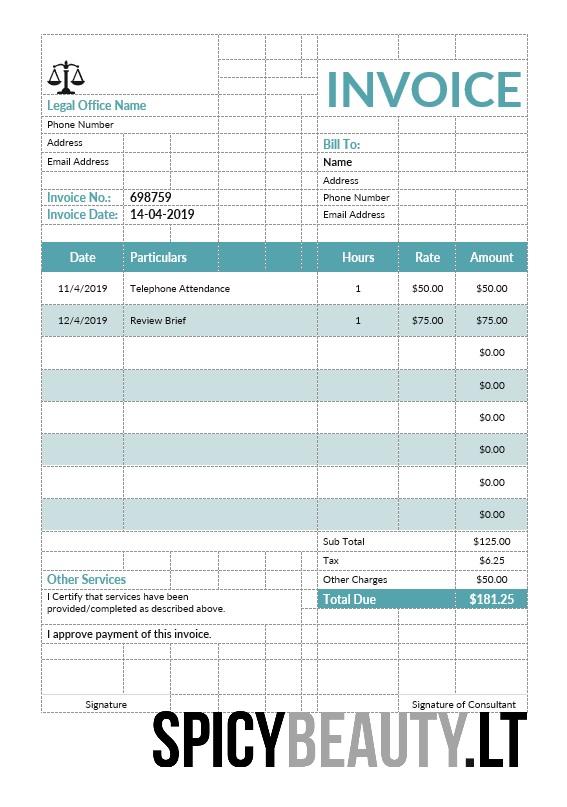 INVOICE
Legal Office Name
Phone Number
Address
Email Address
Bill To:
Name
Address
Phone Number
Email Address
Invoice No.: 698759
Invoice Date: 14-04-2019
Date Particulars Hours Rate Amount
11/4/2019 Telephone Attendance 1 $50.00 $50.00
12/4/2019 Review Brief 1 $75.00 $75.00
$0.00
$0.00
$0.00
$0.00
$0.00
$0.00
Sub Total $125.00
Tax $6.25
Other Charges $50.00
Total Due $181.25
Other Services
I Certify that have been
provided/completed as described above.
I approve payment of this invoice.
Signature
Signature of Consultant
SPICYBEAUTY.LT